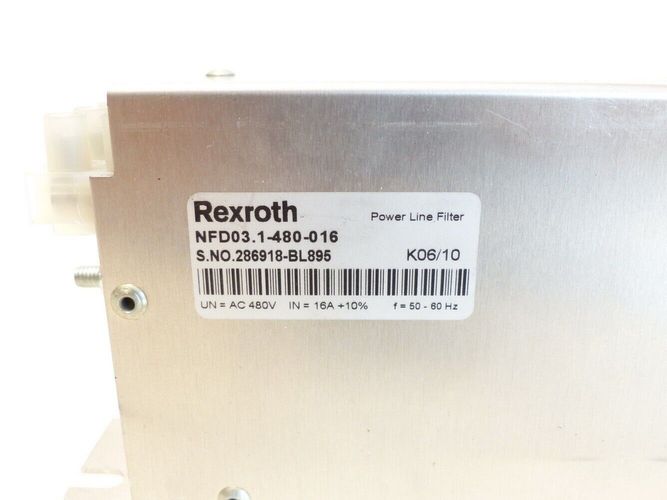 Rexroth Power Line Filter
NFD03.1-480-016
S.NO.286918-BL895 K06/10
UN = AC 480V IN = 16A +10% f = 50 - 60 Hz